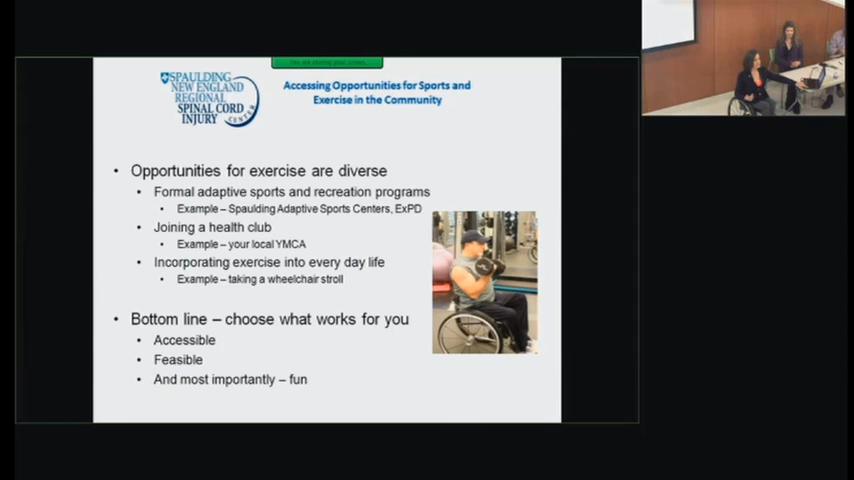 SPAULDING
NEW ENGLAND
REGIONAL
SPINAL CORD
INJURY
CENTER
Accessing Opportunities for Sports and
Exercise in the Community
• Opportunities for exercise are diverse
• Formal adaptive sports and recreation programs
• Example – Spaulding Adaptive Sports Centers, ExPD
• Joining a health club
• Example – your local YMCA
• Incorporating exercise into every day life
• Example – taking a wheelchair stroll
• Bottom line – choose what works for you
• Accessible
• Feasible
• And most importantly – fun